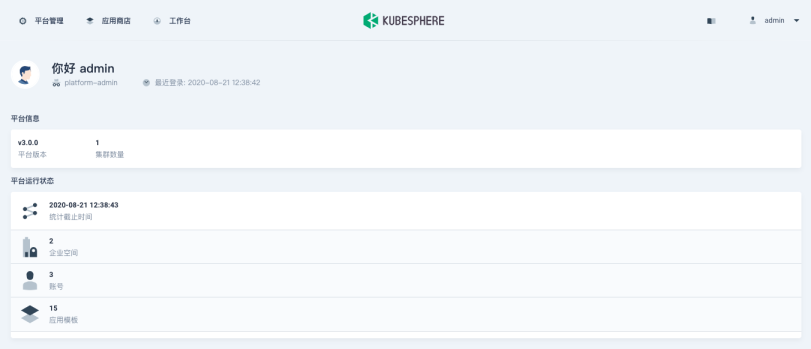 平台管理 应用商店 工作台 KUBESPHERE admin
你好 admin
platform-admin 最近登录: 2020-08-21 12:38:42
平台信息
v3.0.0 1
平台版本 集群数量
平台运行状态
2020-08-21 12:38:43
统计截止时间
2
企业空间
3
账号
15
应用模板